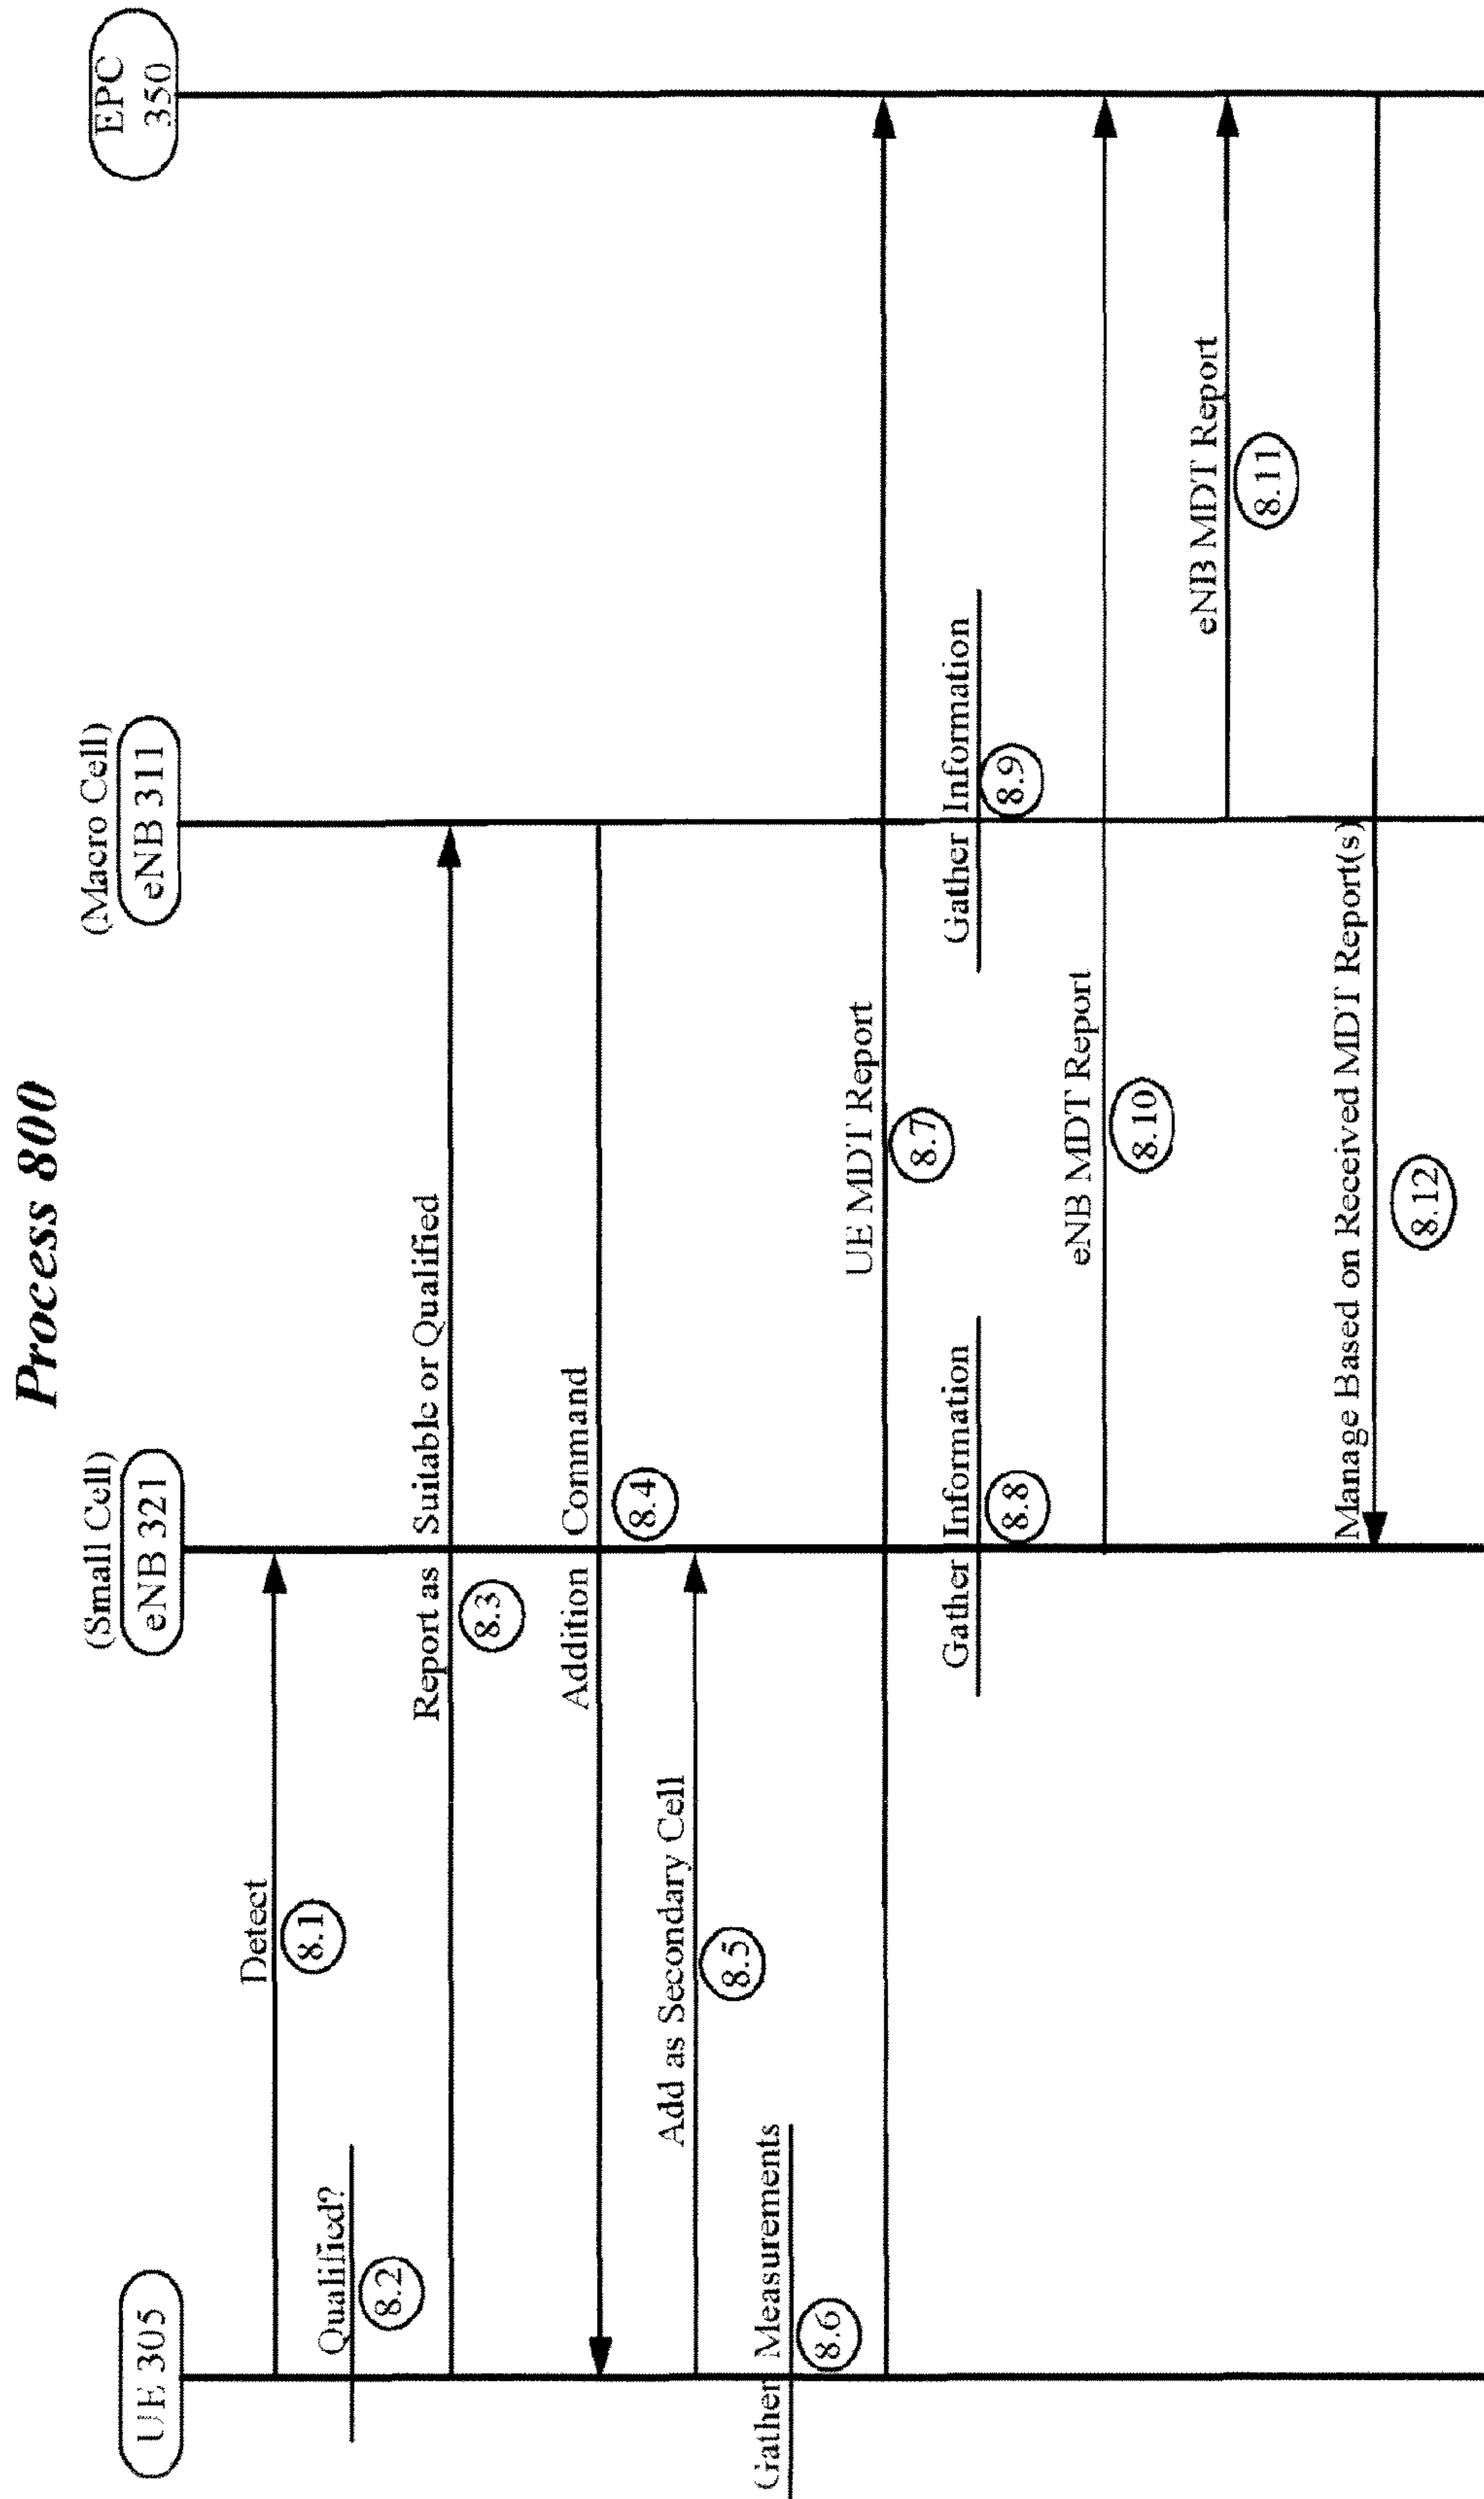 Process 800
UE 305
(Small Cell)
eNB 321
(Macro Cell)
eNB 311
EPC
350
Detect
8.1
Qualified?
8.2
Report as Suitable or Qualified
8.3
Addition Command
8.4
Add as Secondary Cell
8.5
Gather Measurements
8.6
UE MDT Report
8.7
Gather Information
8.8
Gather Information
8.9
eNB MDT Report
8.10
eNB MDT Report
8.11
Manage Based on Received MDT Report(s)
8.12